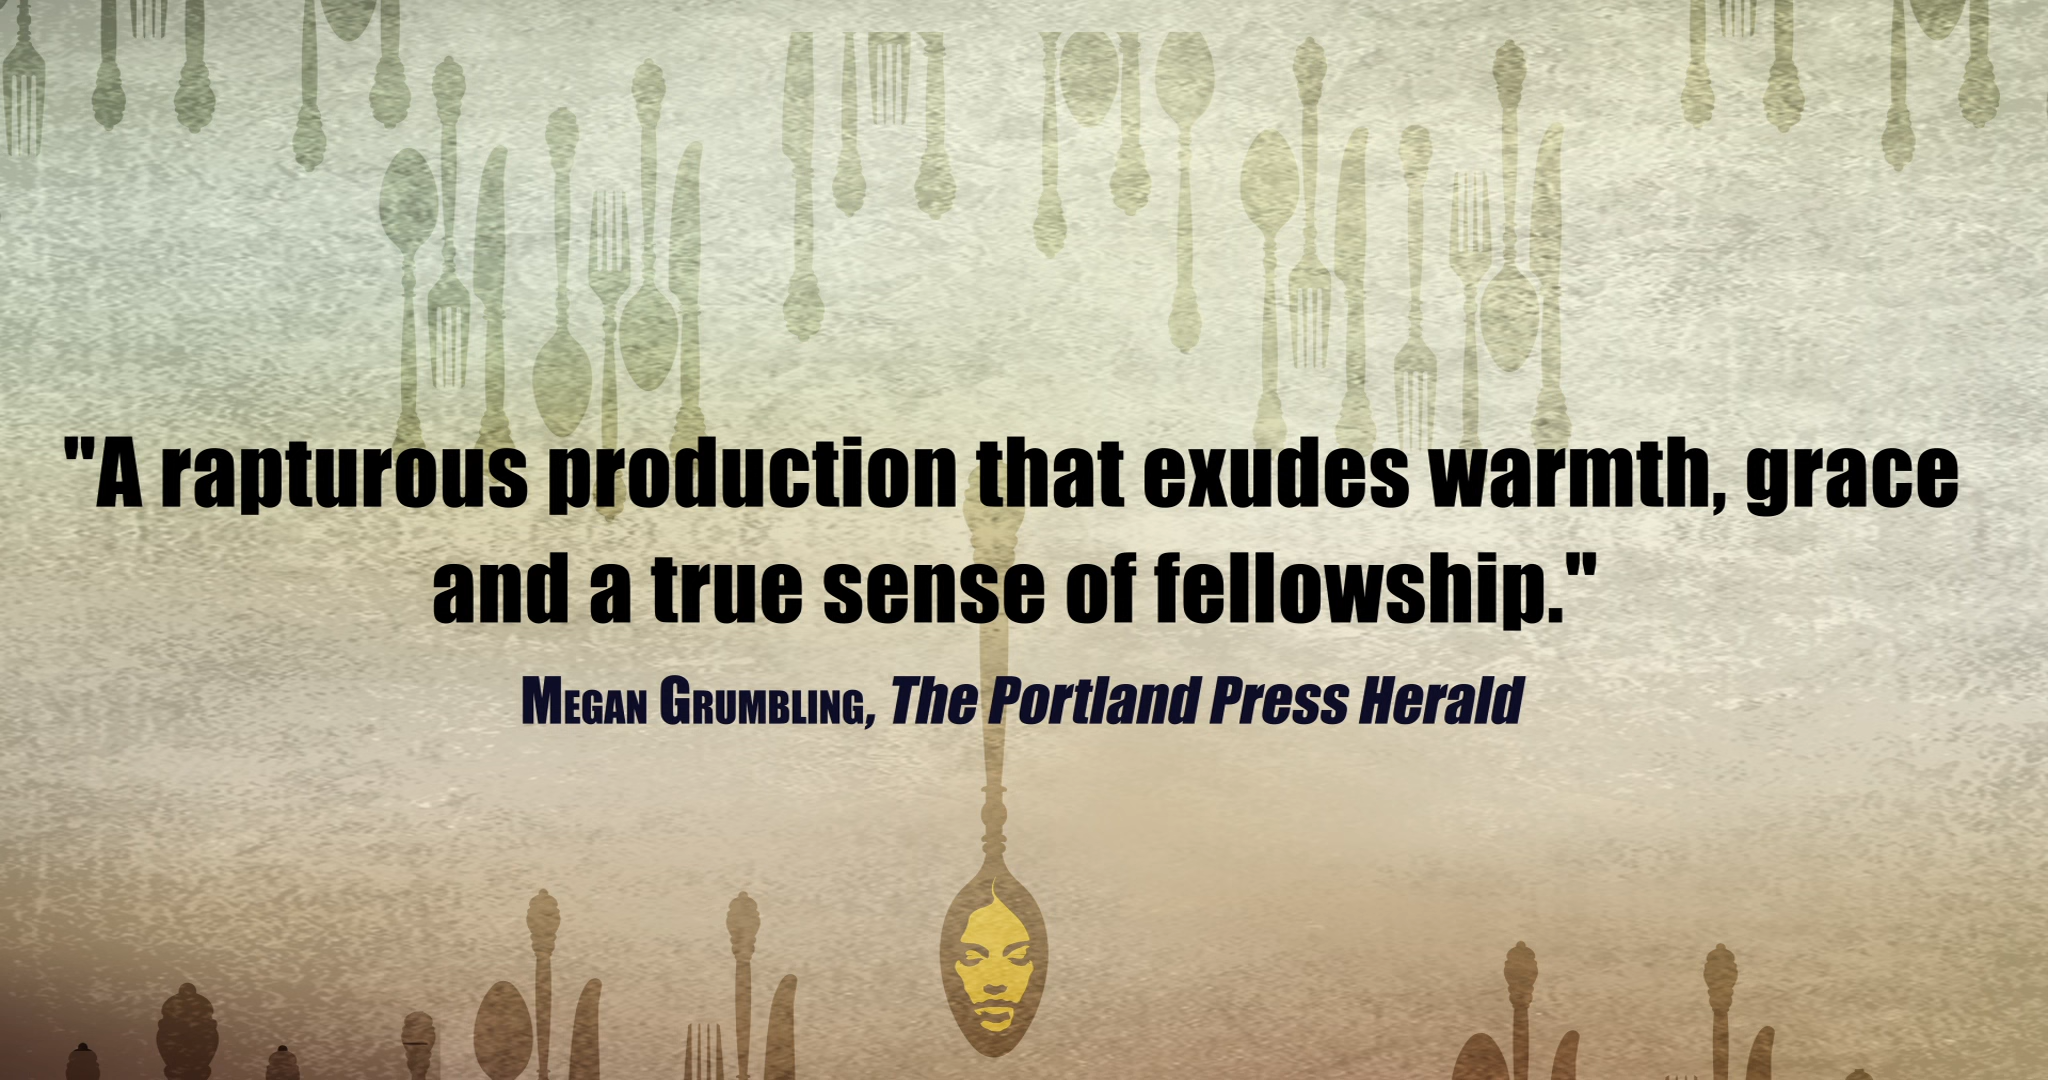 "A rapturous production that exudes warmth, grace
and a true sense of fellowship."
Megan Grumbling, The Portland Press Herald